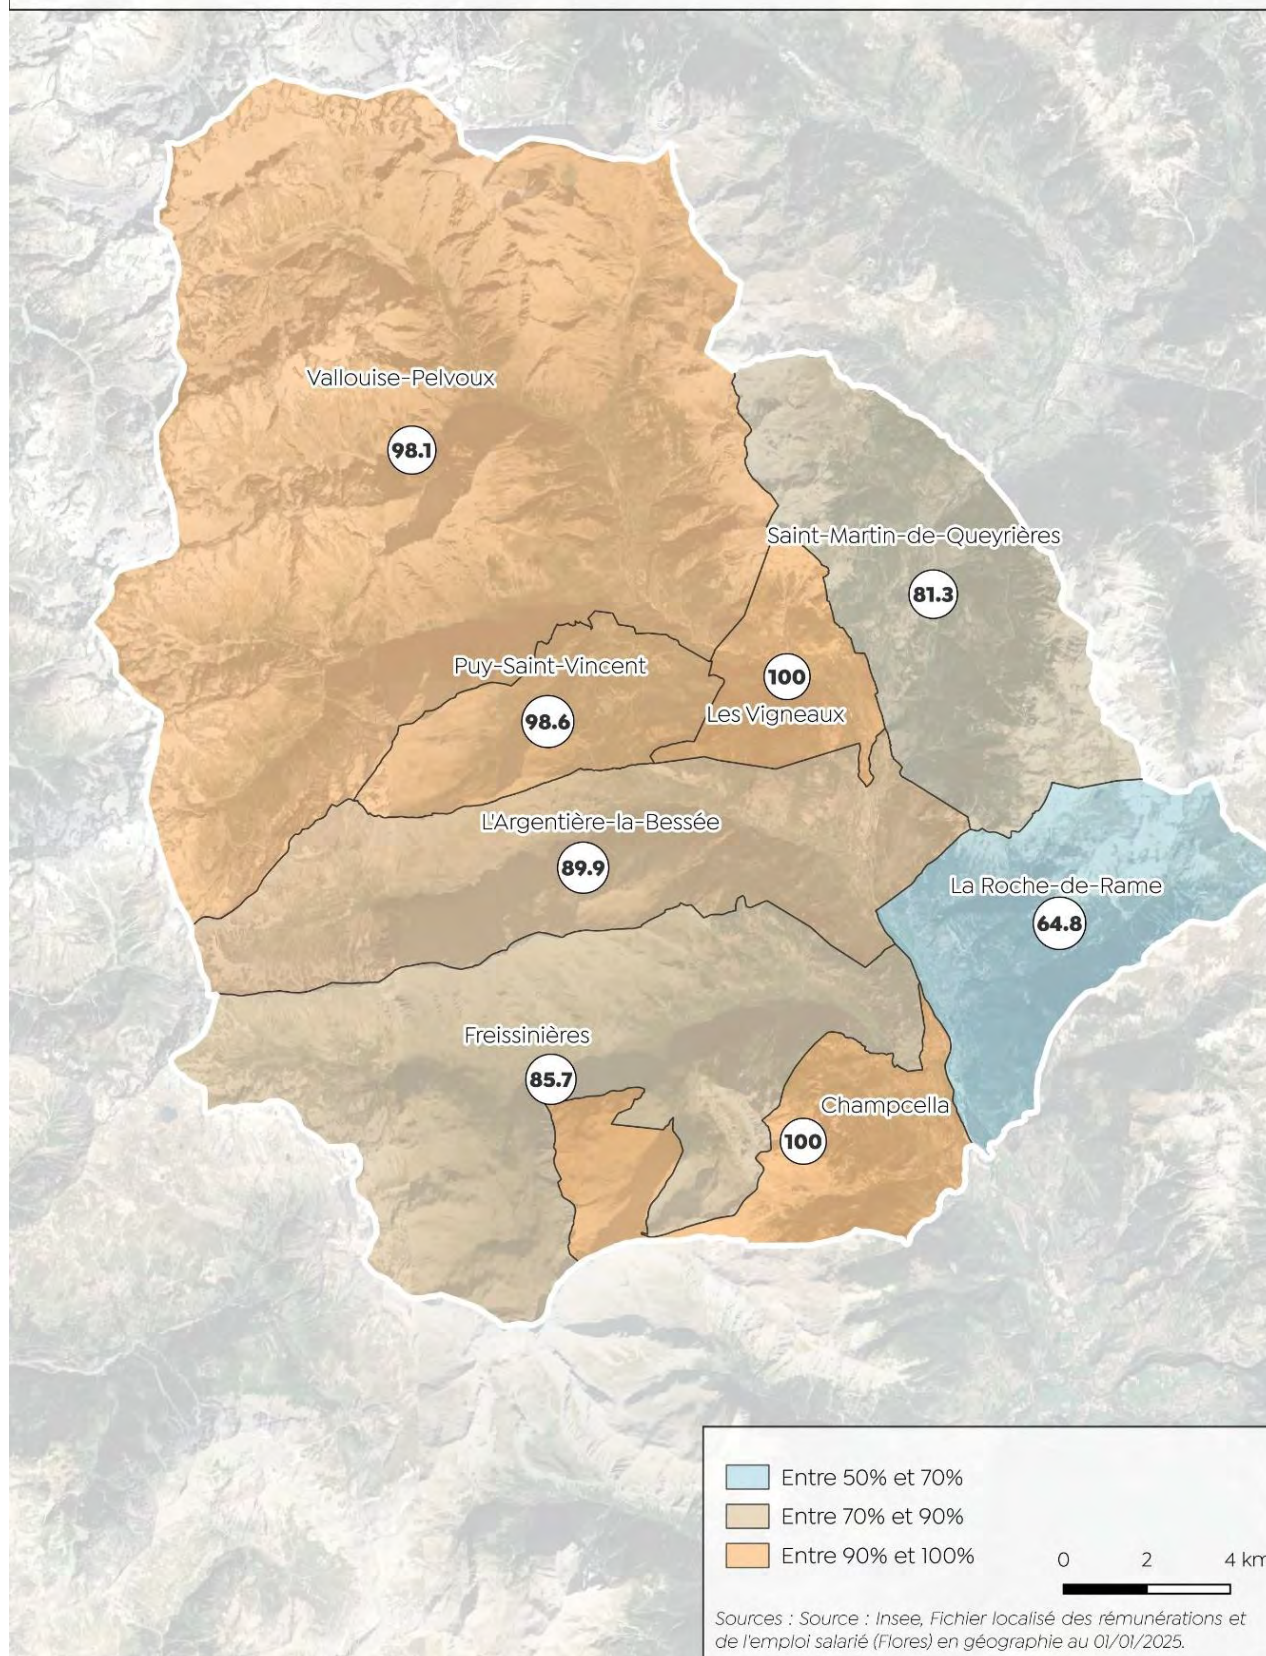 Vallouise-Pelvoux
98.1
Saint-Martin-de-Queyrières
81.3
Puy-Saint-Vincent
98.6
100
Les Vigneaux
L'Argentière-la-Bessée
89.9
La Roche-de-Rame
64.8
Freissinières
85.7
Champcella
100
Entre 50% et 70%
Entre 70% et 90%
Entre 90% et 100%
0 2 4 km
Sources : Source : Insee, Fichier localisé des rémunérations et
de l'emploi salarié (Flores) en géographie au 01/01/2025.